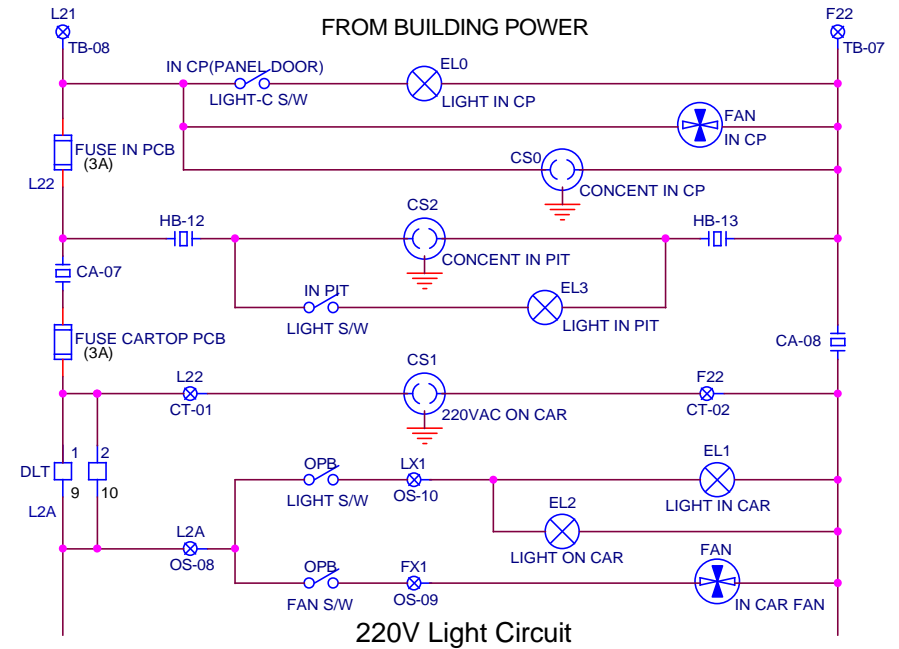 L21
FROM BUILDING POWER
F22
TB-08
TB-07
IN CP(PANEL DOOR)
EL0
LIGHT-C S/W
LIGHT IN CP
FAN
IN CP
FUSE IN PCB
(3A)
CS0
L22
CONCENT IN CP
HB-12
CS2
HB-13
CONCENT IN PIT
CA-07
IN PIT
EL3
LIGHT S/W
LIGHT IN PIT
FUSE CARTOP PCB
(3A)
CA-08
L22
CS1
F22
CT-01
220VAC ON CAR
CT-02
1
2
DLT
9
10
OPB
LX1
EL1
LIGHT S/W
OS-10
LIGHT IN CAR
L2A
EL2
L2A
LIGHT ON CAR
OS-08
OPB
FX1
FAN
FAN S/W
OS-09
IN CAR FAN
220V Light Circuit